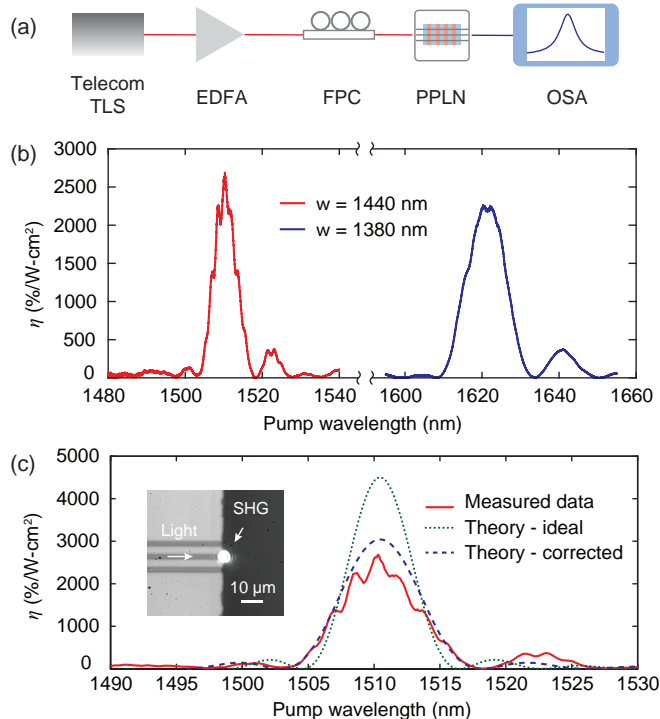 (a)
Telecom
TLS
EDFA
FPC
PPLN
OSA
(b)
3000
2500
2000
1500
1000
500
0
η (%/W-cm²)
w = 1440 nm
w = 1380 nm
1480
1500
1520
1540
1600
1620
1640
1660
Pump wavelength (nm)
Pump wavelength (nm)
(c)
5000
4000
3000
2000
1000
0
η (%/W-cm²)
Light
SHG
10 µm
Measured data
Theory - ideal
Theory - corrected
1490
1495
1500
1505
1510
1515
1520
1525
1530
Pump wavelength (nm)